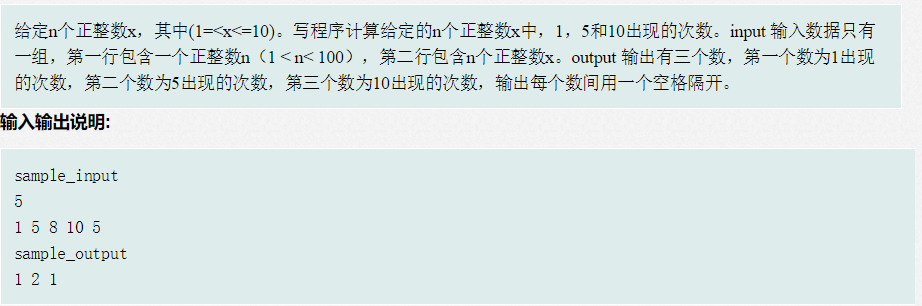 给定n个正整数x，其中(1=<x<=10)。写程序计算给定的n个正整数x中，1，5和10出现的次数。input 输入数据只有
一组，第一行包含一个正整数n（1 < n< 100），第二行包含n个正整数x。output 输出有三个数，第一个数为1出现
的次数，第二个数为5出现的次数，第三个数为10出现的次数，输出每个数间用一个空格隔开。
输入输出说明:
sample_input
5
1 5 8 10 5
sample_output
1 2 1